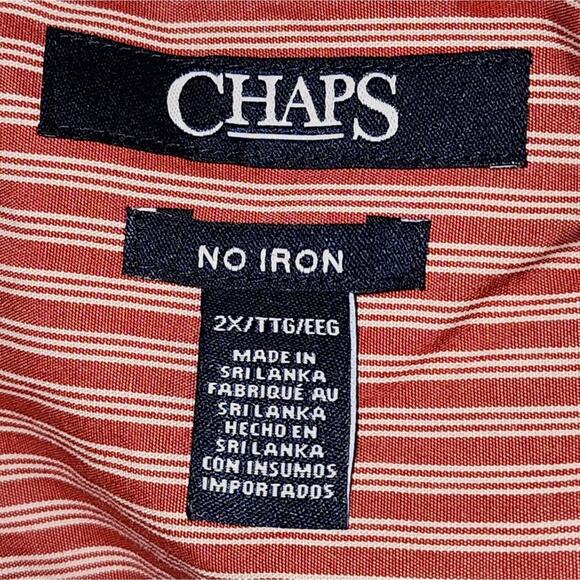 CHAPS
NO IRON
2X/TTG/EEG
MADE IN
SRI LANKA
FABRIQUÉ AU
SRI LANKA
HECHO EN
SRI LANKA
CON INSUMOS
IMPORTADOS